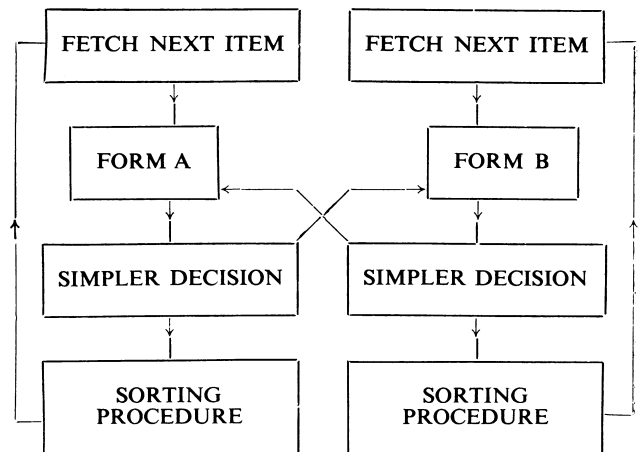 FETCH NEXT ITEM
FETCH NEXT ITEM
FORM A
FORM B
SIMPLER DECISION
SIMPLER DECISION
SORTING
PROCEDURE
SORTING
PROCEDURE